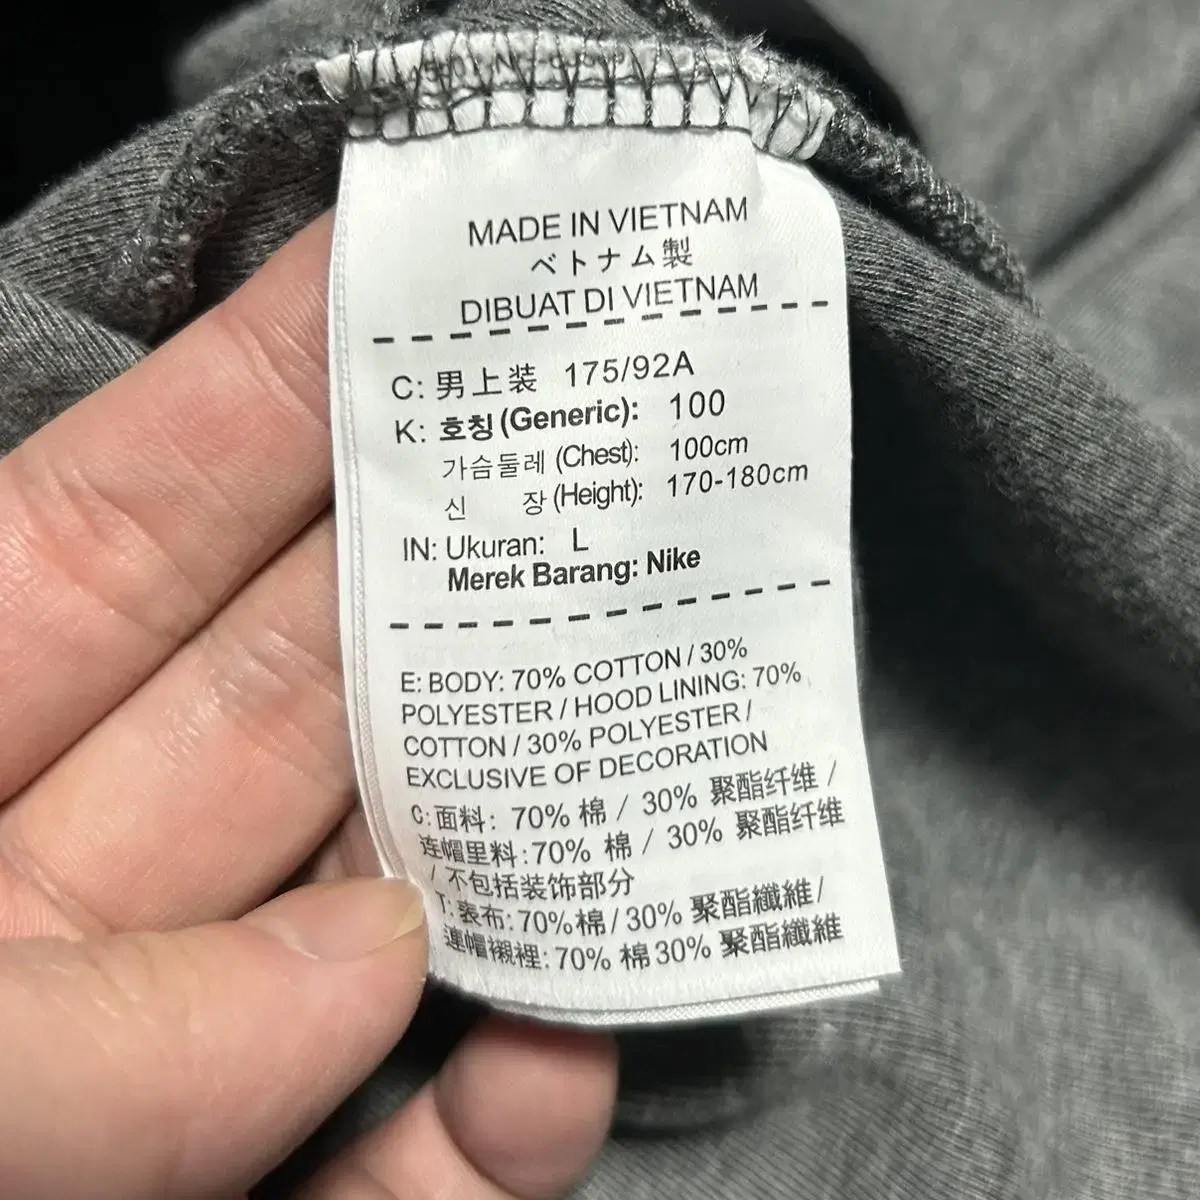 MADE IN VIETNAM
ベトナム製
DIBUAT DI VIETNAM
C: 男上装 175/92A
K: 호칭 (Generic): 100
가슴둘레 (Chest): 100cm
신 장 (Height): 170-180cm
IN: Ukuran: L
Merek Barang: Nike
E: BODY: 70% COTTON / 30%
POLYESTER / HOOD LINING: 70%
COTTON / 30% POLYESTER /
EXCLUSIVE OF DECORATION
C: 面料: 70% 棉 / 30% 聚酯纤维 /
连帽里料: 70% 棉 / 30% 聚酯纤维
/ 不包括装饰部分
T: 表布: 70% 棉 / 30% 聚酯纖維 /
連帽襯裡: 70% 棉 30% 聚酯纖維